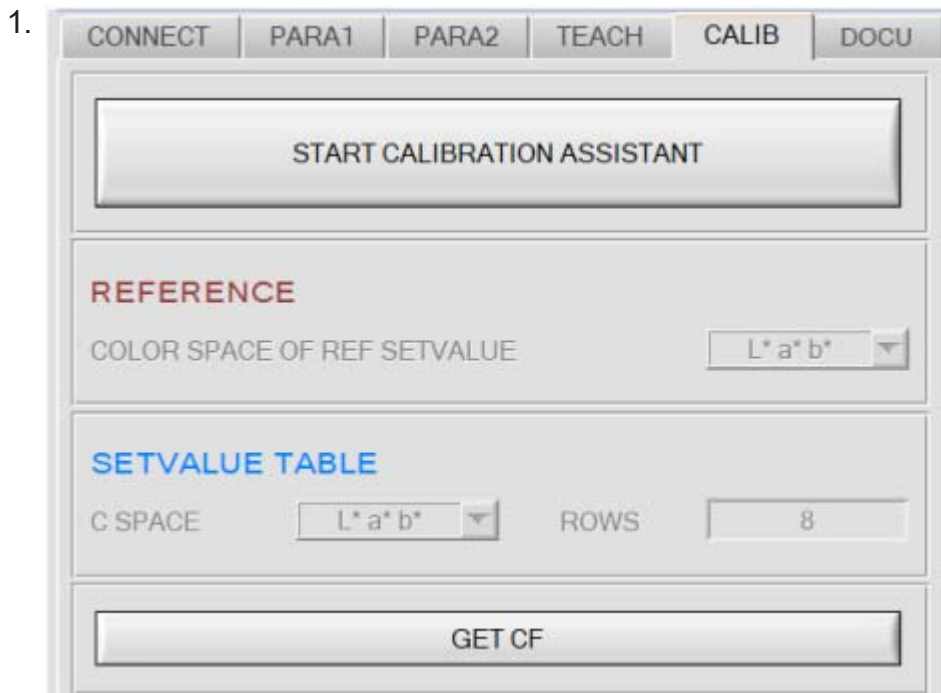 1.
CONNECT PARA1 PARA2 TEACH CALIB DOCU
START CALIBRATION ASSISTANT
REFERENCE
COLOR SPACE OF REF SETVALUE L* a* b*
SETVALUE TABLE
C SPACE L* a* b* ROWS 8
GET CF